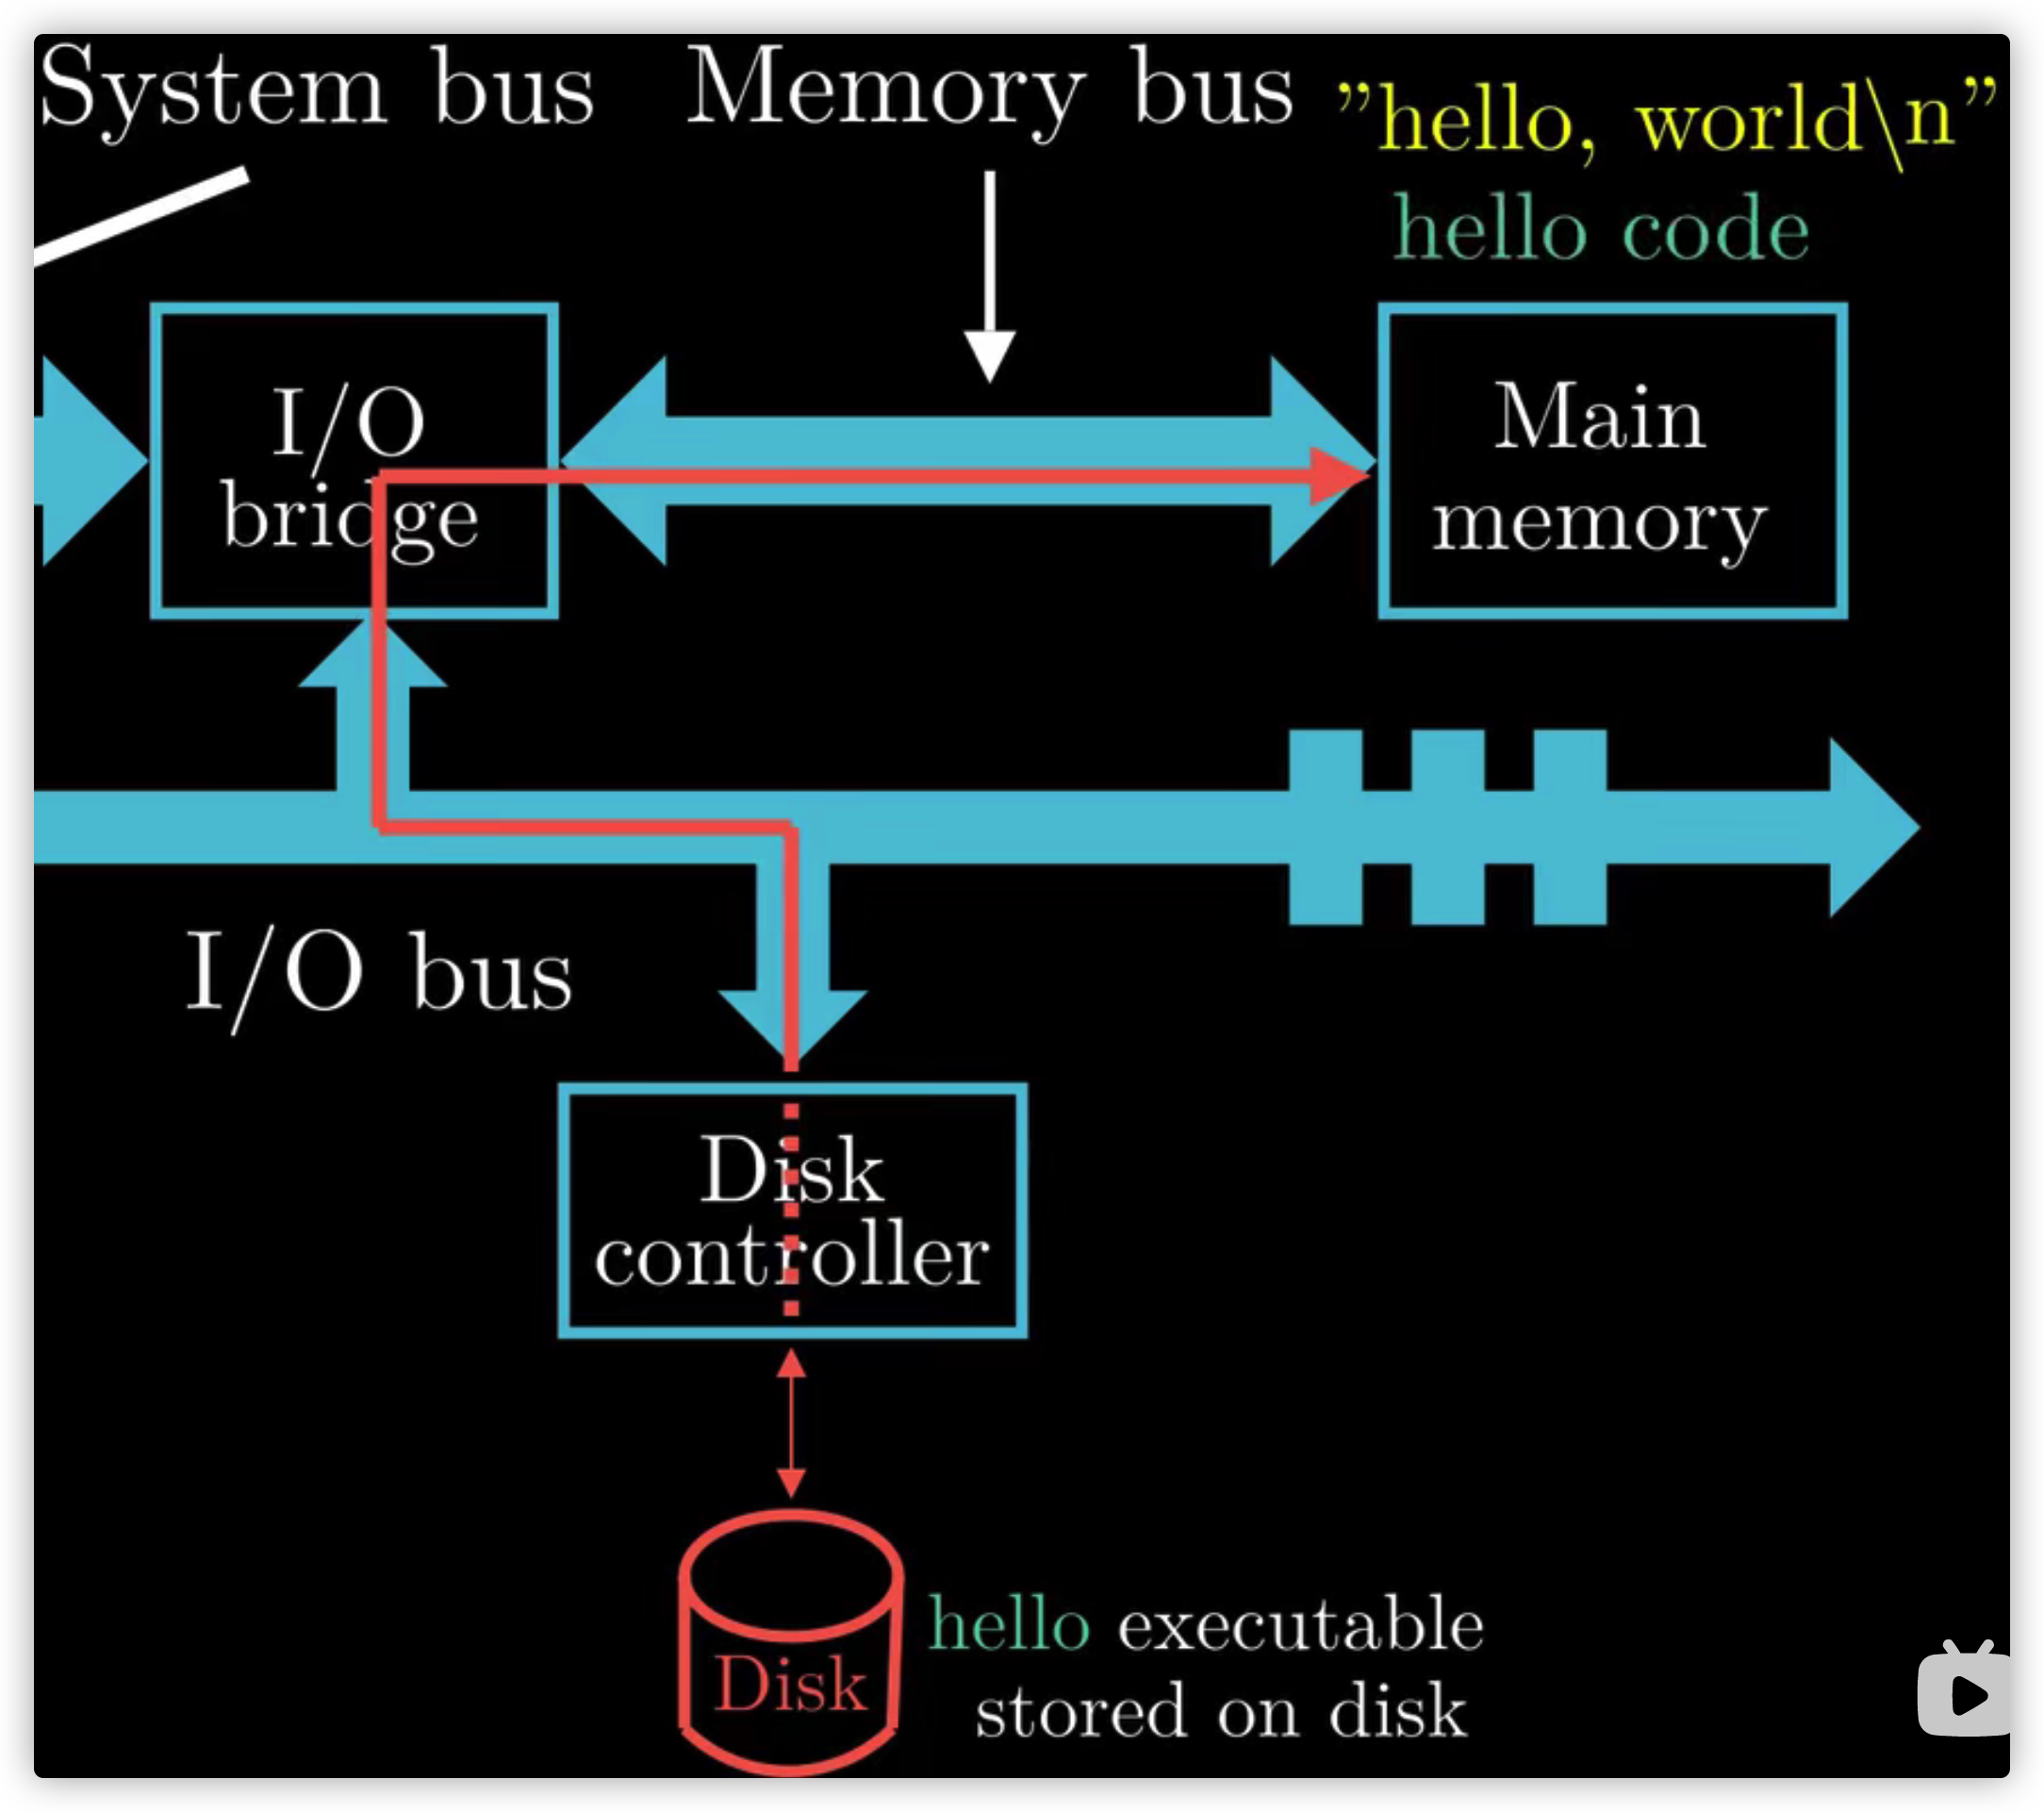 System bus
Memory bus
”hello, world\n”
hello code
I/O
bridge
Main
memory
I/O bus
Disk
controller
Disk
hello executable
stored on disk